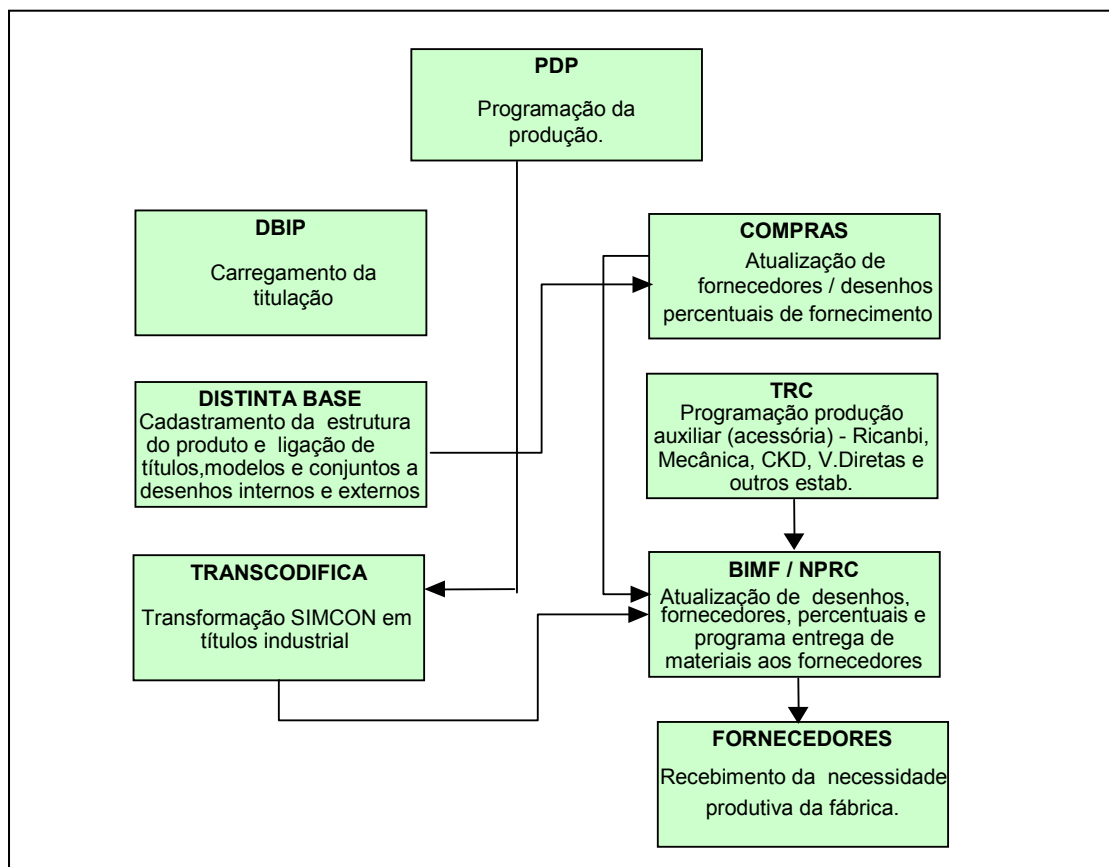 PDP
Programação da
produção.
DBIP
Carregamento da
titulação
COMPRAS
Atualização de
fornecedores / desenhos
percentuais de fornecimento
DISTINTA BASE
Cadastramento da estrutura
do produto e ligação de
títulos,modelos e conjuntos a
desenhos internos e externos
TRC
Programação produção
auxiliar (acessória) - Ricanbi,
Mecânica, CKD, V.Diretas e
outros estab.
TRANSCODIFICA
Transformação SIMCON em
títulos industrial
BIMF / NPRC
Atualização de desenhos,
fornecedores, percentuais e
programa entrega de
materiais aos fornecedores
FORNECEDORES
Recebimento da necessidade
produtiva da fábrica.